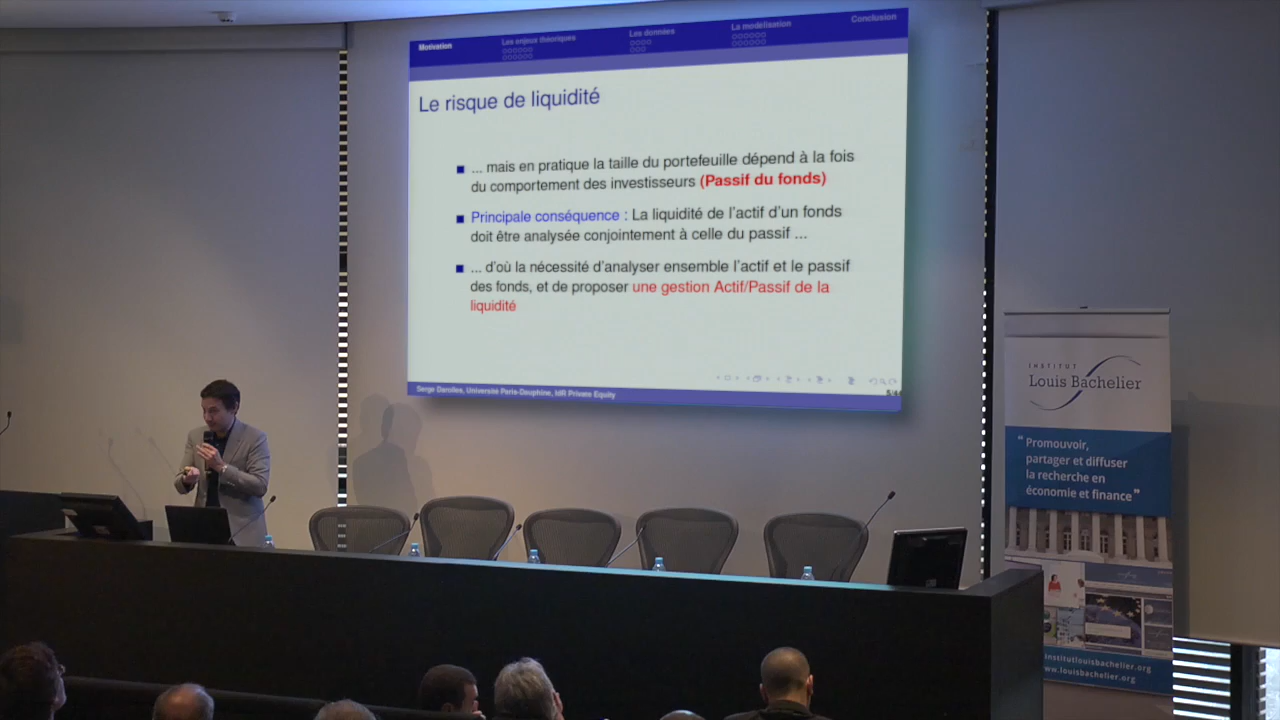 Motivation
Les enjeux théoriques
Les données
La modélisation
Conclusion
Le risque de liquidité
... mais en pratique la taille du portefeuille dépend à la fois
du comportement des investisseurs (Passif du fonds)
Principale conséquence : La liquidité de l'actif d'un fonds
doit être analysée conjointement à celle du passif ...
... d'où la nécessité d'analyser ensemble l'actif et le passif
des fonds, et de proposer une gestion Actif/Passif de la
liquidité
Serge Darolles, Université Paris-Dauphine, IdR Private Equity
INSTITUT
Louis Bachelier
“ Promouvoir,
partager et diffuser
la recherche en
économie et finance ”
institutlouisbachelier.org
www.louisbachelier.org